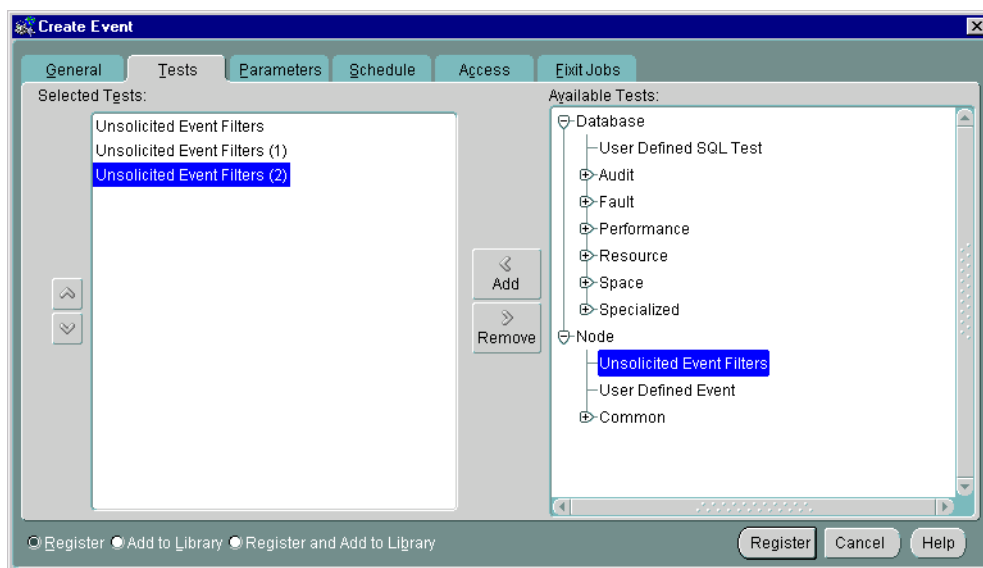 Create Event
General Tests Parameters Schedule Access Fixit Jobs
Selected Tests:
Unsolicited Event Filters
Unsolicited Event Filters (1)
Unsolicited Event Filters (2)
Add
Remove
Available Tests:
Database
User Defined SQL Test
Audit
Fault
Performance
Resource
Space
Specialized
Node
Unsolicited Event Filters
User Defined Event
Common
Register Add to Library Register and Add to Library
Register Cancel Help